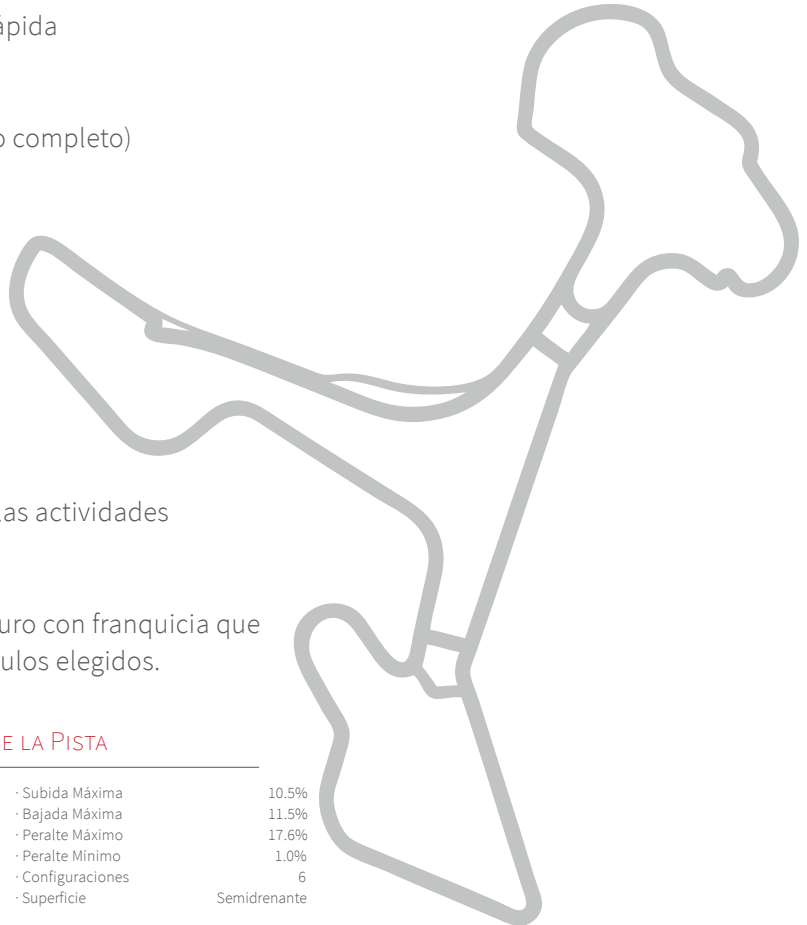 ápida
o completo)
las actividades
uro con franquicia que
ulos elegidos.
E LA PISTA
· Subida Máxima 10.5%
· Bajada Máxima 11.5%
· Peralte Máximo 17.6%
· Peralte Mínimo 1.0%
· Configuraciones 6
· Superficie Semidrenante